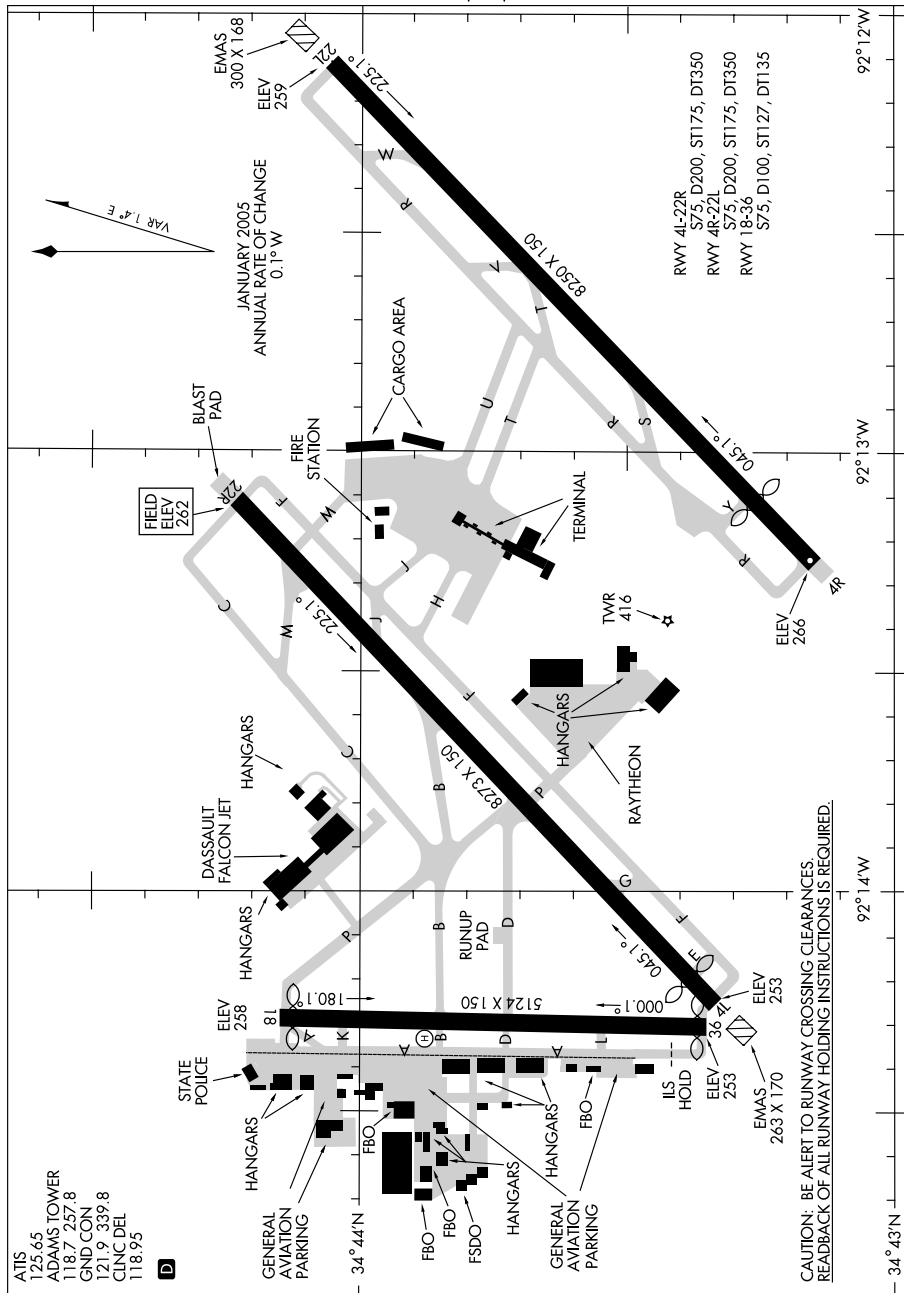 ATIS
125.65
ADAMS TOWER
118.7 257.8
GND CON
121.9 339.8
CLNC DEL
118.95
D
STATE
POLICE
HANGARS
GENERAL
AVIATION
PARKING
FBO
FBO
FBO
FSDO
HANGARS
GENERAL
AVIATION
PARKING
HANGARS
FBO
ILS
HOLD
ELEV
253
EMAS
263 X 170
ELEV
258
18
180.1°
5124 X 150
000.1°
36
A
K
A
H
B
D
A
L
P
B
RUNUP
PAD
D
HANGARS
DASSAULT
FALCON JET
HANGARS
C
M
C
B
P
G
F
E
4L
ELEV
253
045.1°
8273 X 150
225.1°
22R
FIELD
ELEV
262
BLAST
PAD
F
M
J
J
H
F
FIRE
STATION
CARGO AREA
TERMINAL
TWR
416
HANGARS
RAYTHEON
JANUARY 2005
ANNUAL RATE OF CHANGE
0.1° W
VAR 1.4° E
EMAS
300 X 168
ELEV
259
22L
225.1°
W
R
V
T
U
T
R
S
8250 X 150
045.1°
Y
R
4R
ELEV
266
RWY 4L-22R
S75, D200, ST175, DT350
RWY 4R-22L
S75, D200, ST175, DT350
RWY 18-36
S75, D100, ST127, DT135
CAUTION: BE ALERT TO RUNWAY CROSSING CLEARANCES.
READBACK OF ALL RUNWAY HOLDING INSTRUCTIONS IS REQUIRED.
34°44'N
34°43'N
92°14'W
92°13'W
92°12'W